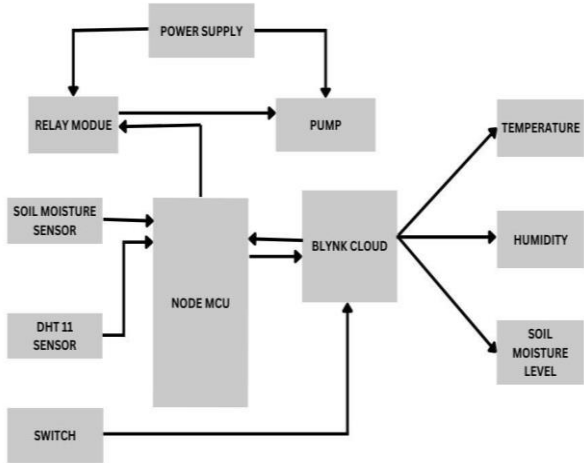 POWER SUPPLY
RELAY MODUE
PUMP
TEMPERATURE
SOIL MOISTURE
SENSOR
NODE MCU
BLYNK CLOUD
HUMIDITY
DHT 11
SENSOR
SOIL
MOISTURE
LEVEL
SWITCH